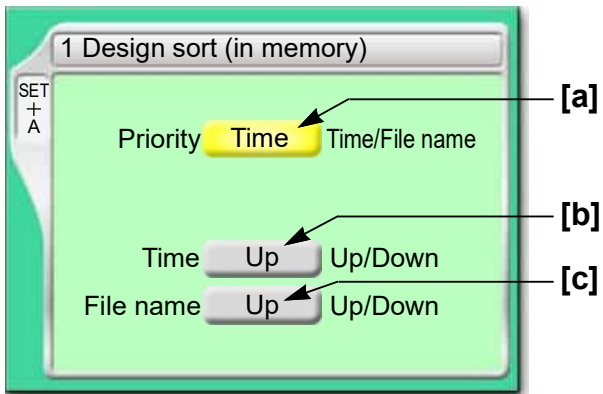 1 Design sort (in memory)
SET
+
A
Priority Time Time/File name [a]
Time Up Up/Down [b]
File name Up Up/Down [c]